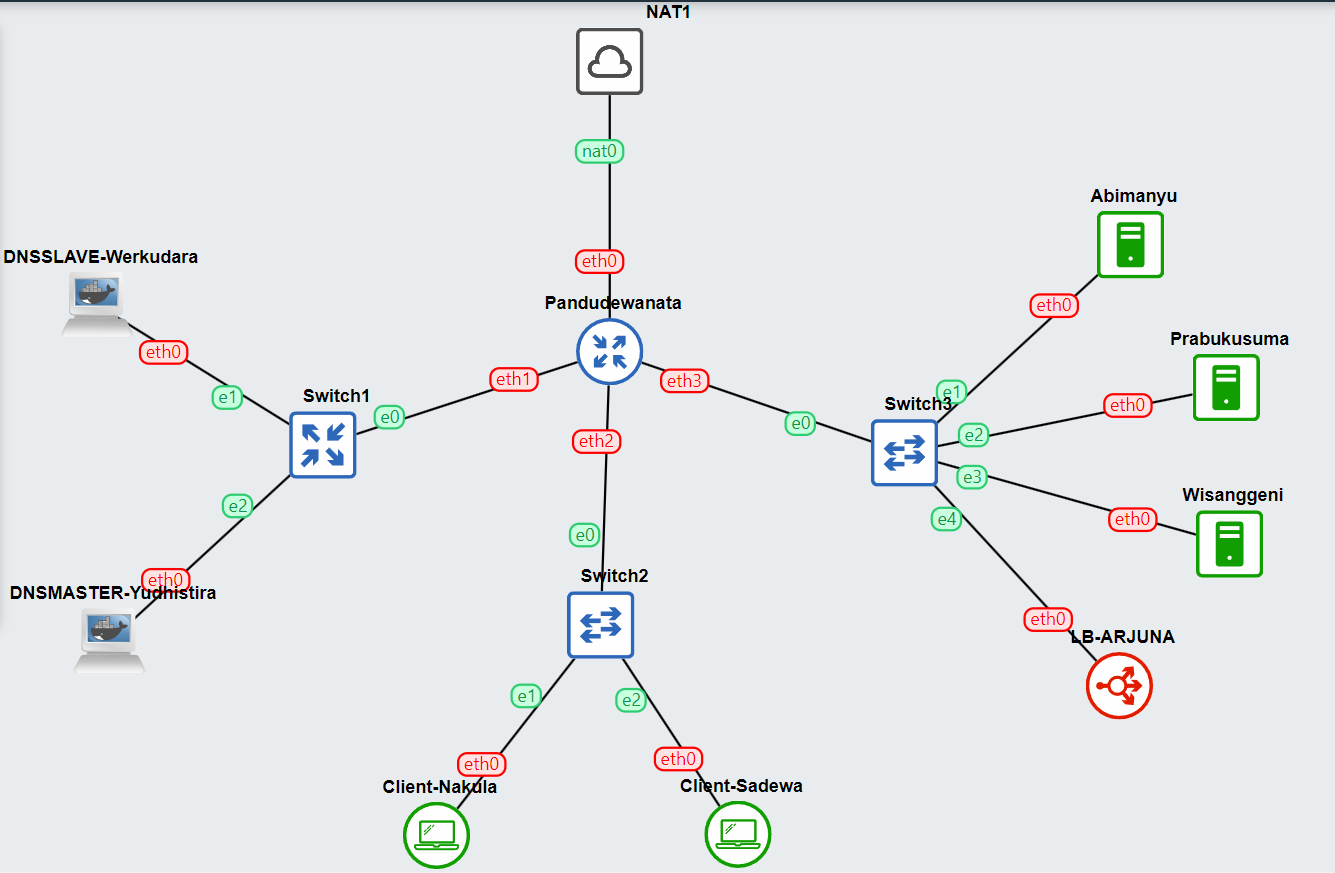 NAT1
nat0
Abimanyu
DNSSLAVE-Werkudara
eth0
Pandudewanata
eth0
Prabukusuma
eth0
eth1
eth3
e1
Switch1
e1
Switch3
eth0
e0
e0
e2
eth2
e3
Wisanggeni
e2
e4
eth0
e0
eth0
Switch2
DNSMASTER-Yudhistira
eth0
LB-ARJUNA
e1
e2
eth0
eth0
Client-Nakula
Client-Sadewa